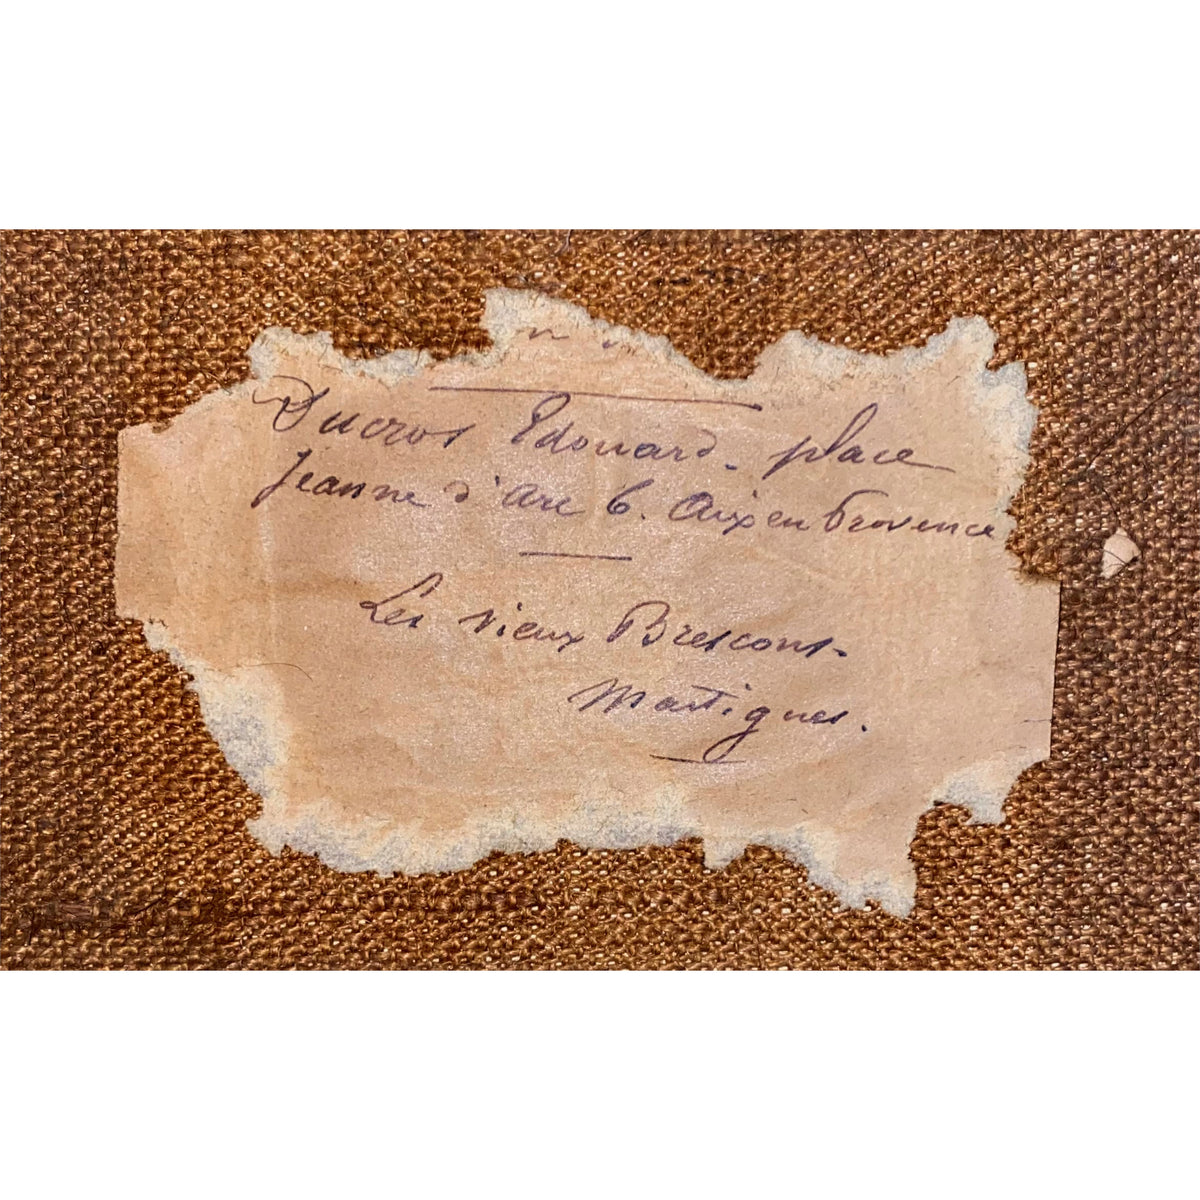 Ducros Edouard. place
Jeanne d'Arc 6. Aix en Provence
Les vieux Brescons.
Martigues.